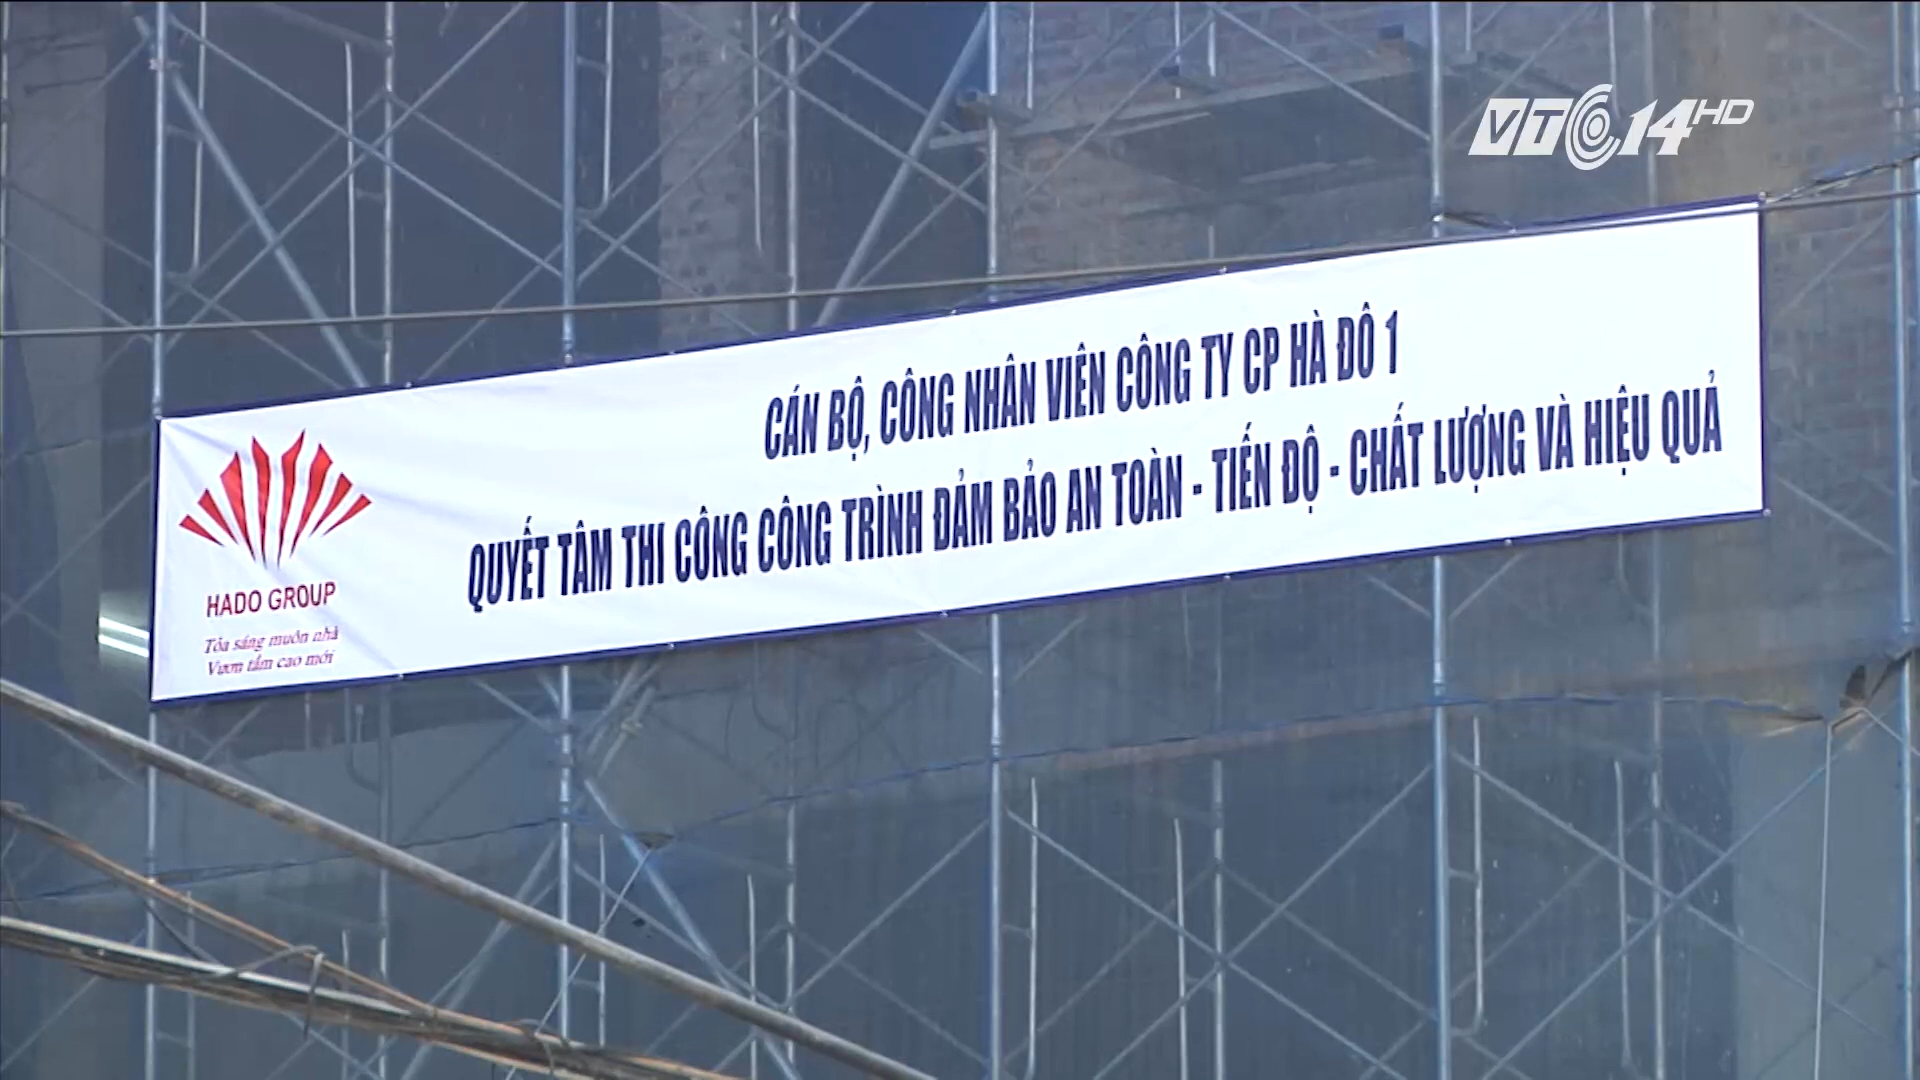 VTC14HD
CÁN BỘ, CÔNG NHÂN VIÊN CÔNG TY CP HÀ ĐÔ 1
QUYẾT TÂM THI CÔNG CÔNG TRÌNH ĐẢM BẢO AN TOÀN - TIẾN ĐỘ - CHẤT LƯỢNG VÀ HIỆU QUẢ
HADO GROUP
Tỏa sáng muôn nhà
Vươn tầm cao mới